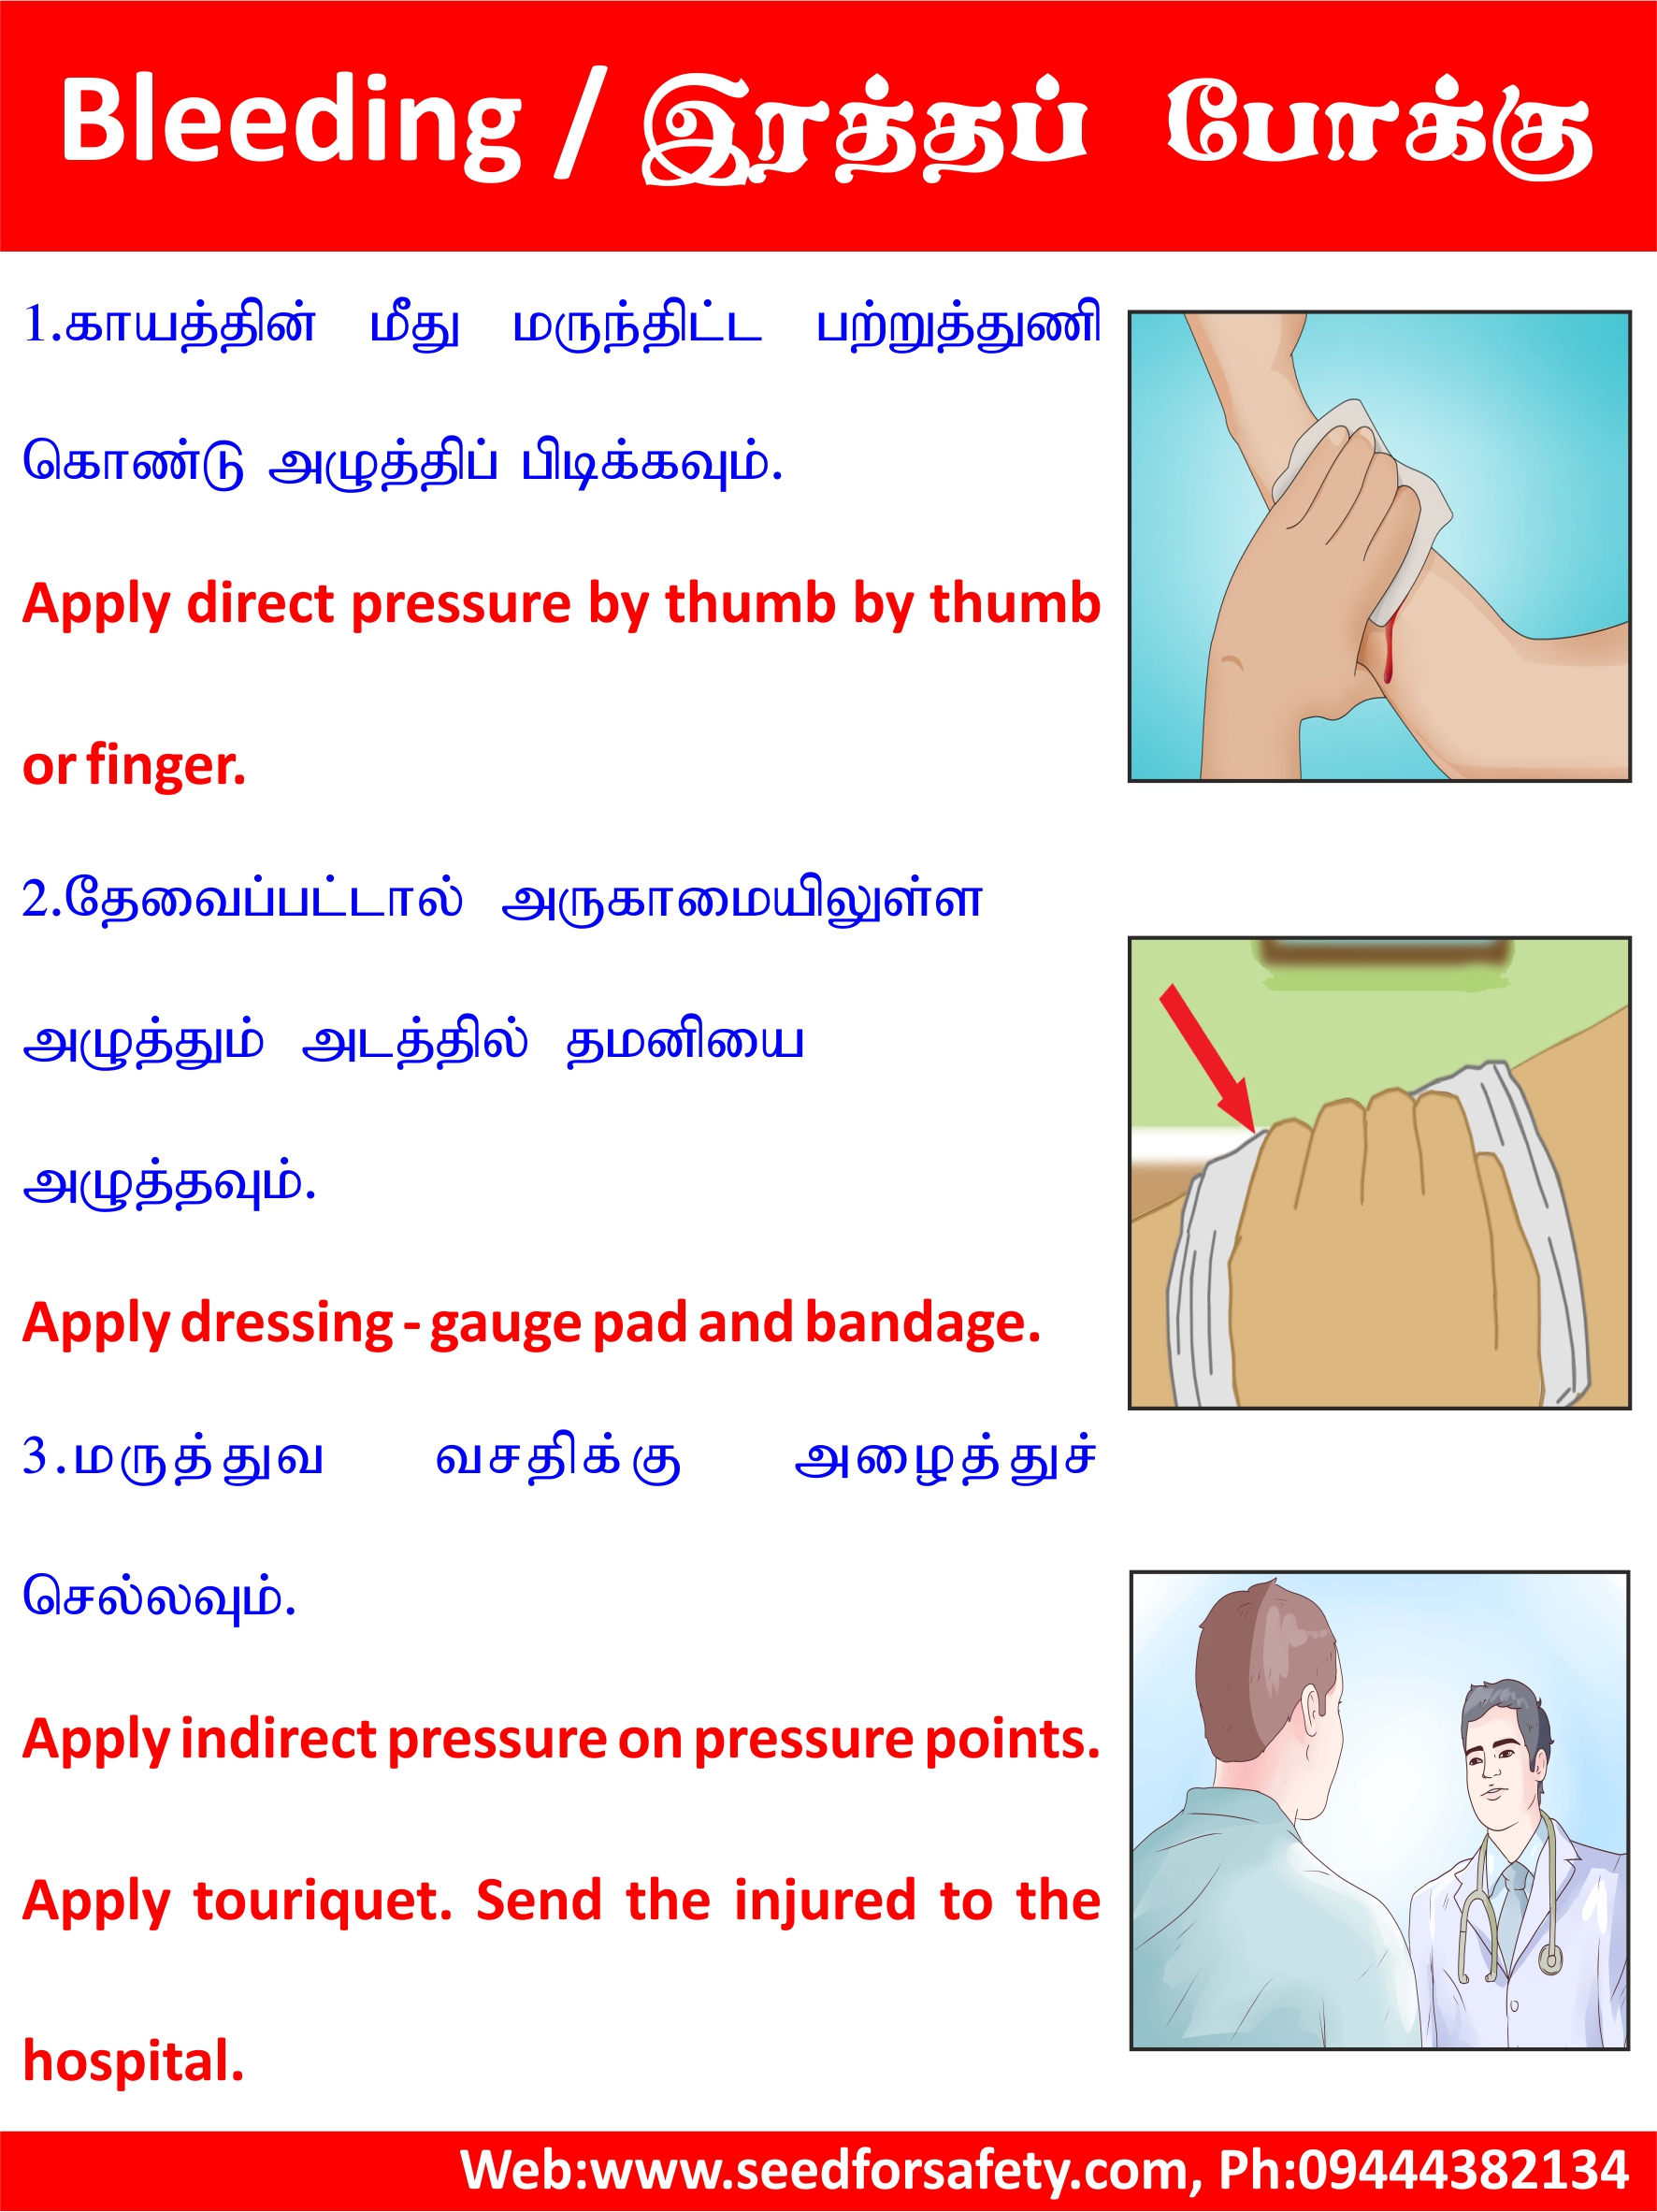 Bleeding / இரத்தப் போக்கு
1.காயத்தின் மீது மருந்திட்ட பற்றுத்துணி
கொண்டு அழுத்திப் பிடிக்கவும்.
Apply direct pressure by thumb by thumb
or finger.
2.தேவைப்பட்டால் அருகாமையிலுள்ள
அழுத்தும் அடத்தில் தமனியை
அழுத்தவும்.
Apply dressing - gauge pad and bandage.
3.மருத்துவ வசதிக்கு அழைத்துச்
செல்லவும்.
Apply indirect pressure on pressure points.
Apply touriquet. Send the injured to the
hospital.
Web:www.seedforsafety.com, Ph:09444382134